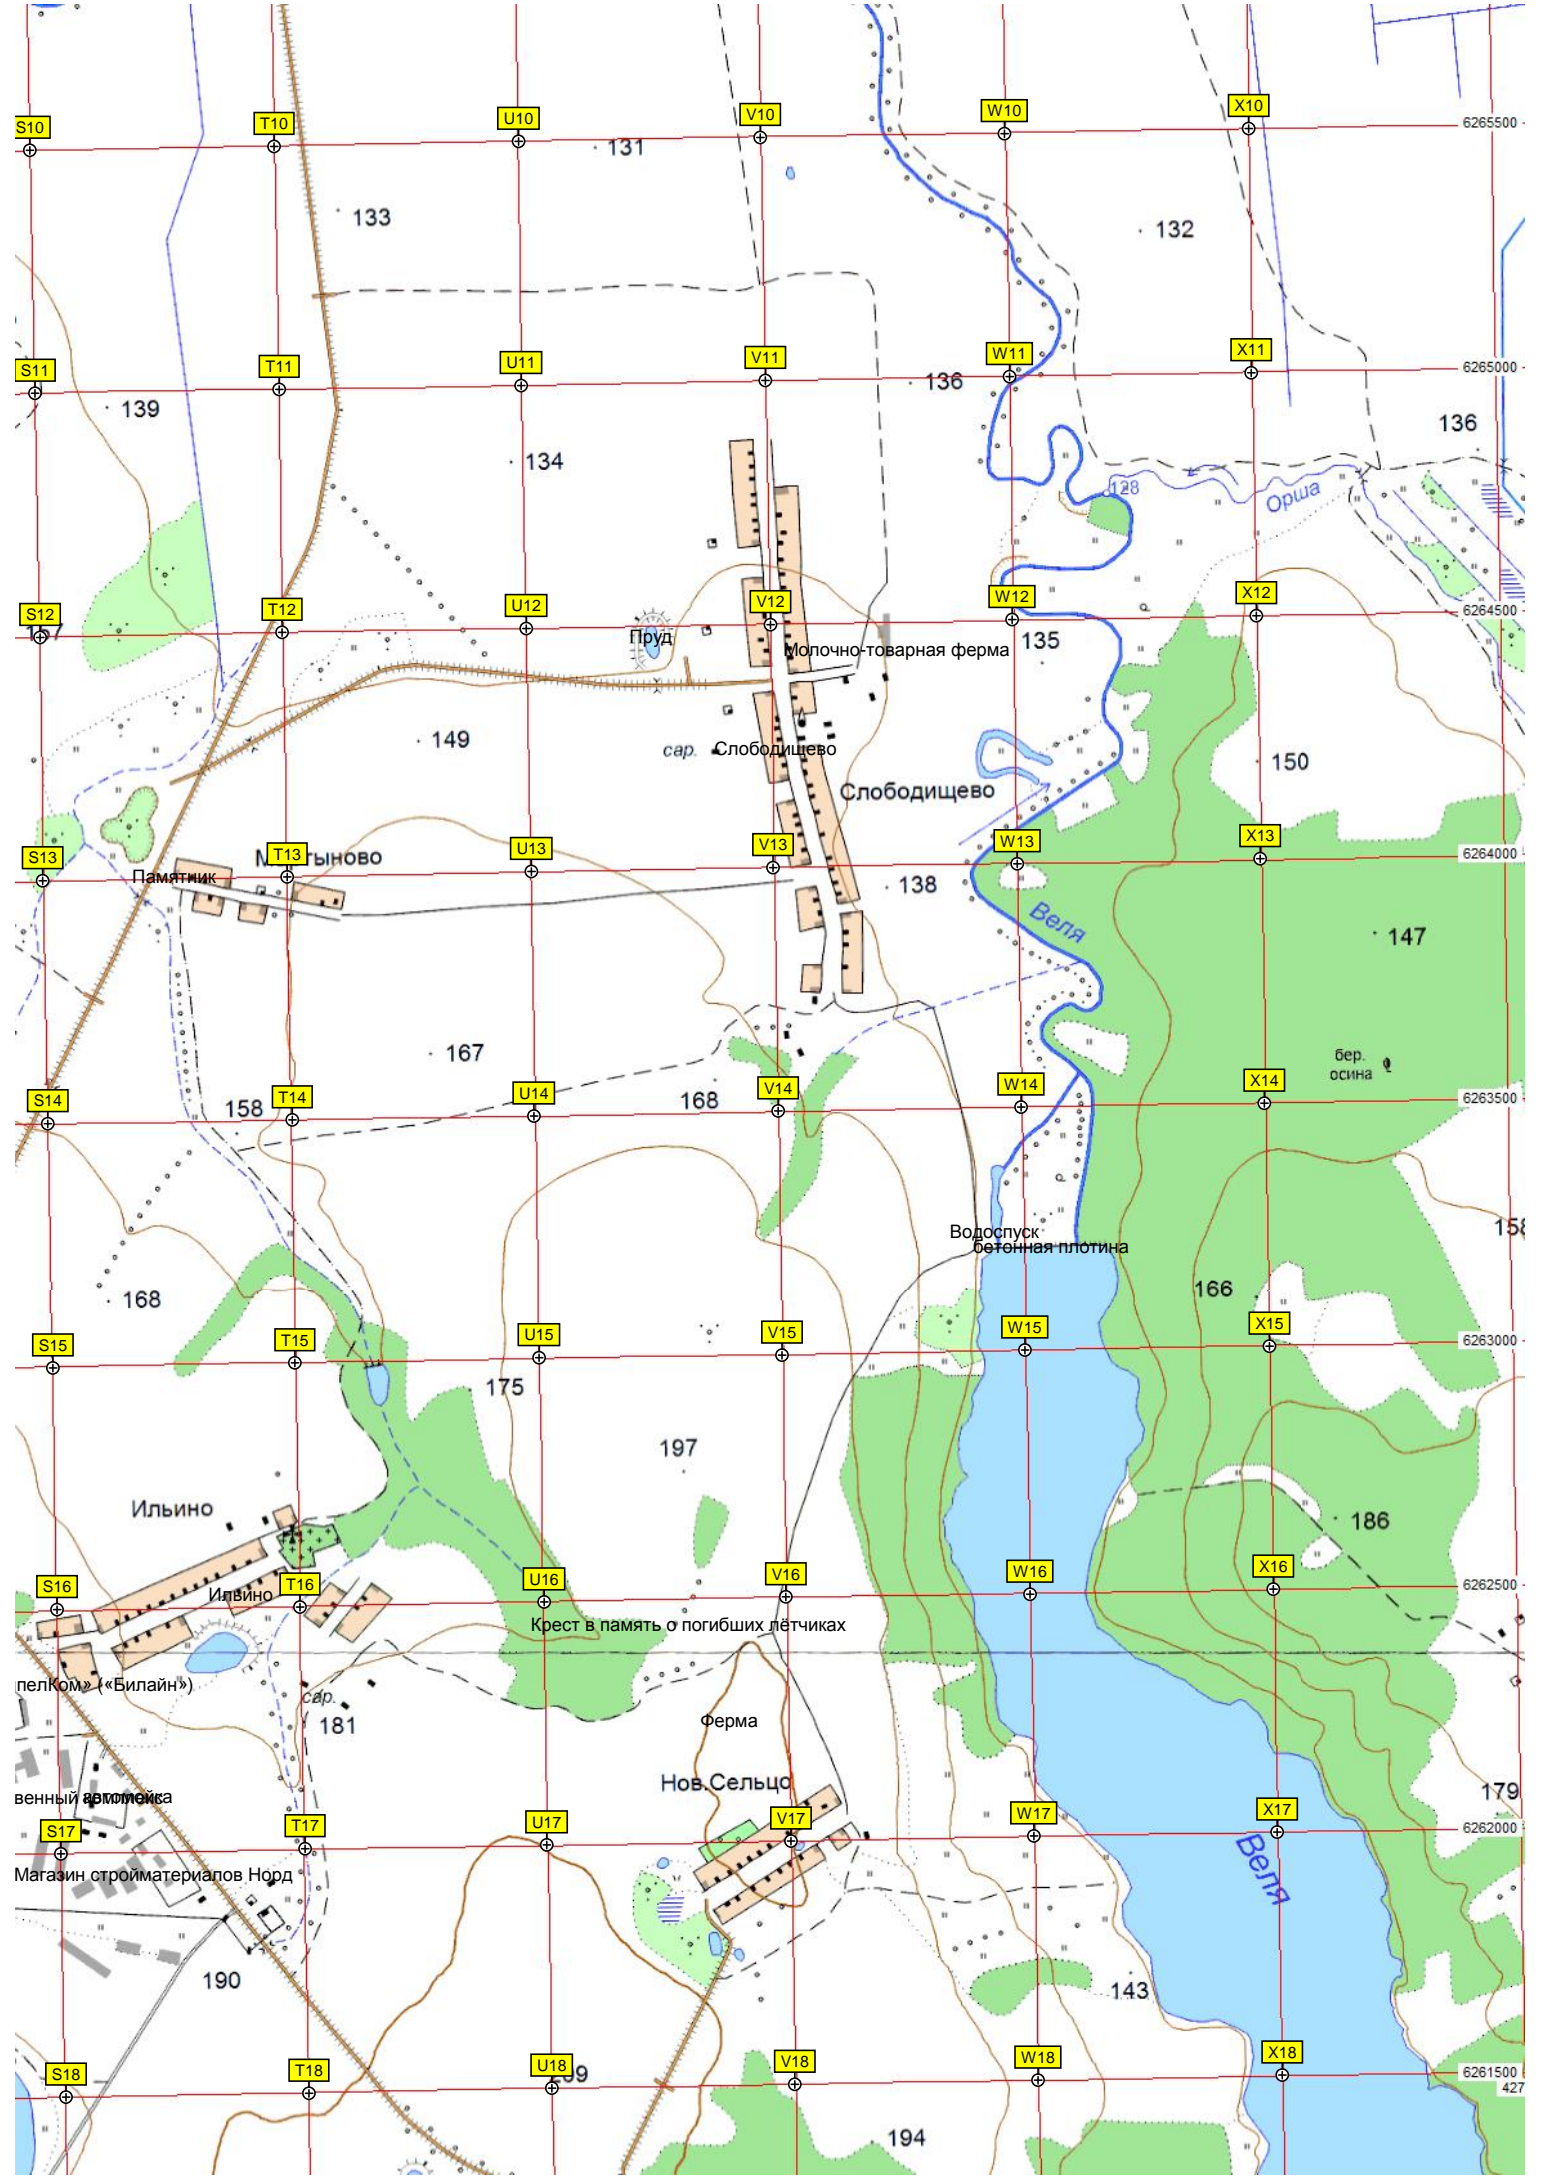 S10
T10
U10
V10
W10
X10
6265500
131
133
132
S11
T11
U11
V11
W11
X11
6265000
139
136
136
134
128
Орша
S12
T12
U12
V12
W12
X12
6264500
Пруд
Молочно-товарная ферма
135
149
сар.
Слободищево
150
Слободищево
S13
T13
U13
V13
W13
X13
6264000
Памятник
138
Веля
147
167
бер.
осина
S14
T14
U14
V14
W14
X14
6263500
158
168
Водоспуск
бетонная плотина
158
168
166
S15
T15
U15
V15
W15
X15
6263000
175
197
Ильино
186
S16
T16
U16
V16
W16
X16
6262500
Илвино
Крест в память о погибших лётчиках
пелКом» («Билайн»)
сар.
181
Ферма
Нов.Сельцо
179
венный
S17
T17
U17
V17
W17
X17
6262000
Магазин стройматериалов Норд
Веля
190
143
S18
T18
U18
V18
W18
X18
6261500
427
194